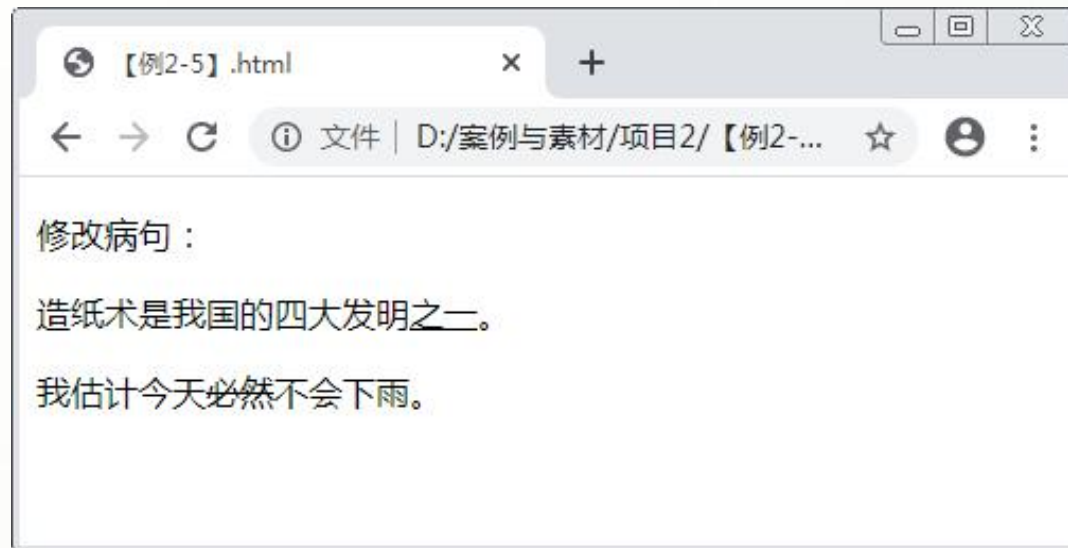 【例2-5】.html
文件 | D:/案例与素材/项目2/【例2-...
修改病句：
造纸术是我国的四大发明之一。
我估计今天必然不会下雨。